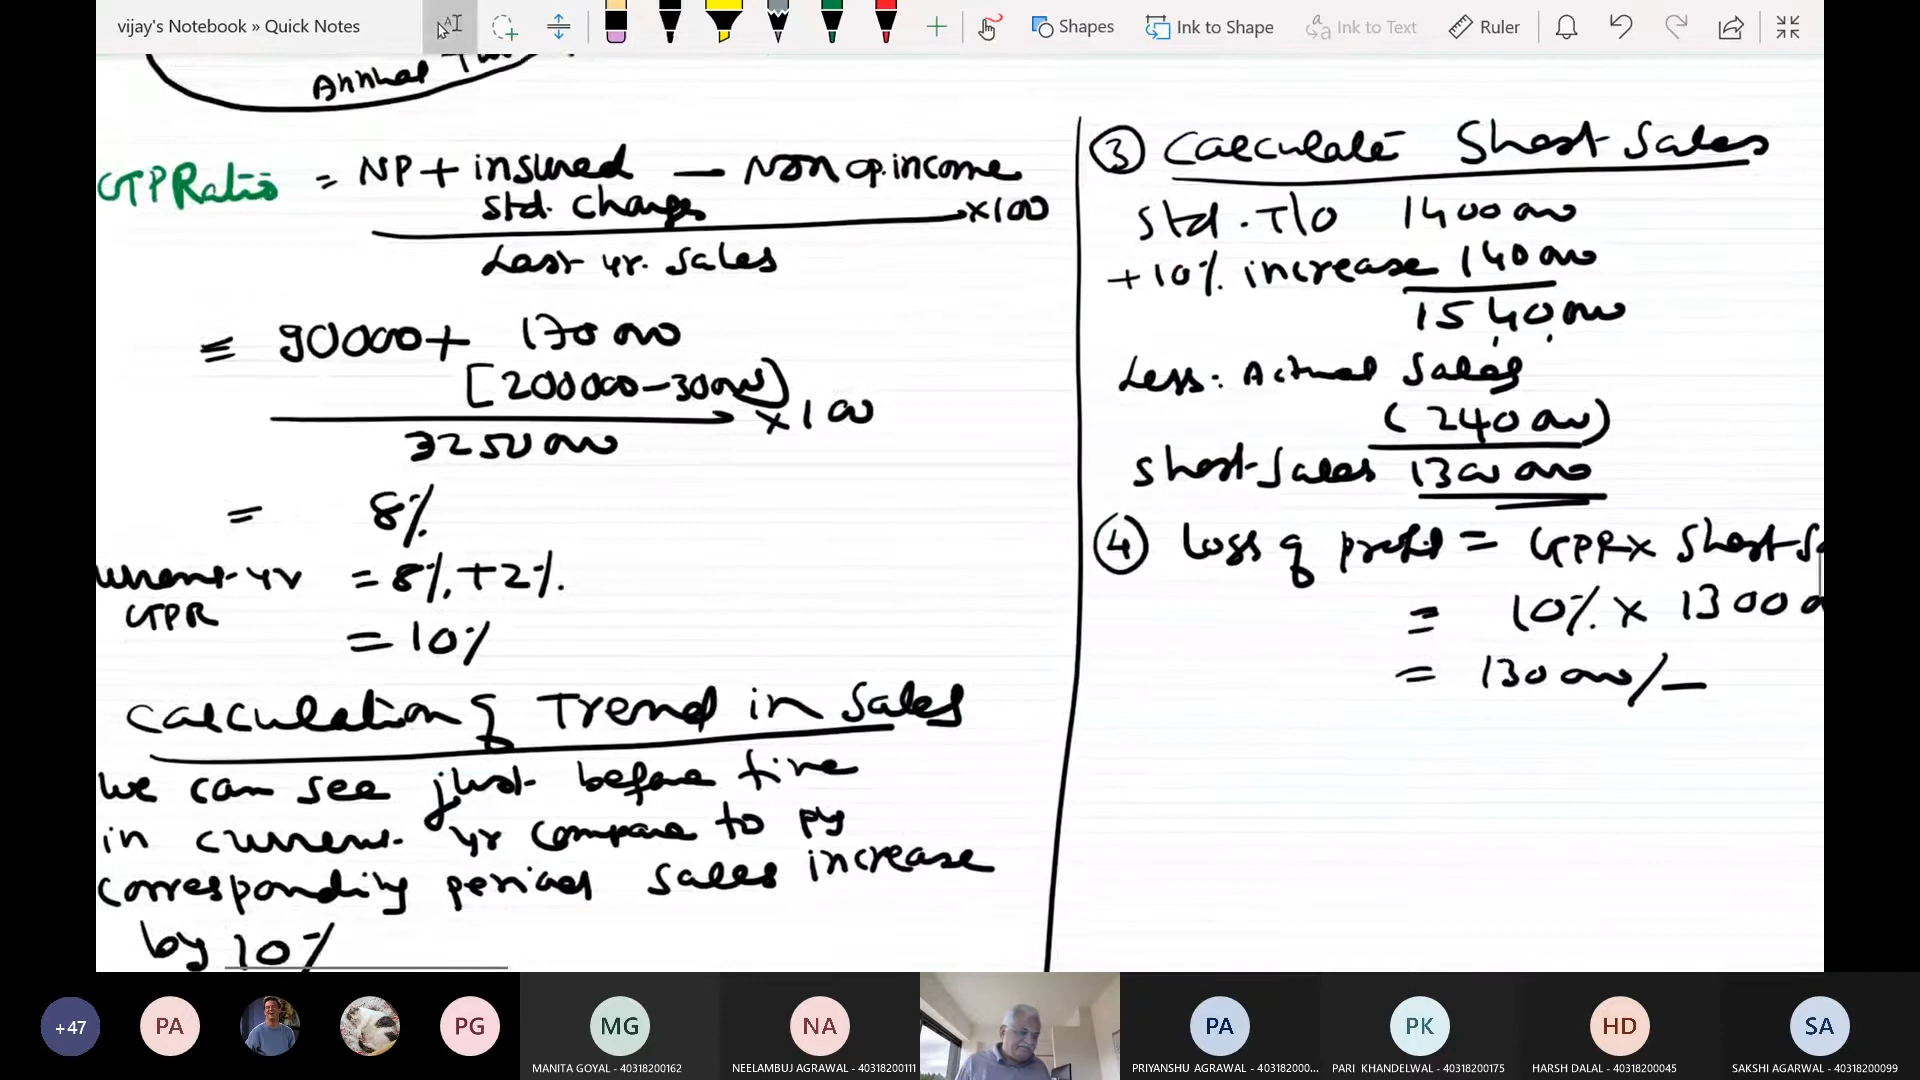 vijay's Notebook » Quick Notes
Shapes
Ink to Shape
Ink to Text
Ruler
Annual
GP Ratio = NP + insured — Non op. income
std. charges ×100
Last yr. Sales
= 90000 + 170000
[200000-30000] ×100
3250000
= 8%
Current yr = 8%+2%
GPR
= 10%
Calculation of Trend in Sales
we can see just before fire
in current yr compare to py
corresponding period sales increase
by 10%
③ Calculate Short Sales
Std. T/O 1400000
+10% increase 140000
1540000
Less: Actual Sales
(240000)
Short Sales 1300000
④ Loss of profit = GPR×
= 10% × 13000
= 130000/-
+47
PA
PG
MG
MANITA GOYAL - 40318200162
NA
NEELAMBUJ AGRAWAL - 40318200111
PA
PRIYANSHU AGRAWAL - 403182000...
PK
PARI KHANDELWAL - 40318200175
HD
HARSH DALAL - 40318200045
SA
SAKSHI AGARWAL - 40318200099